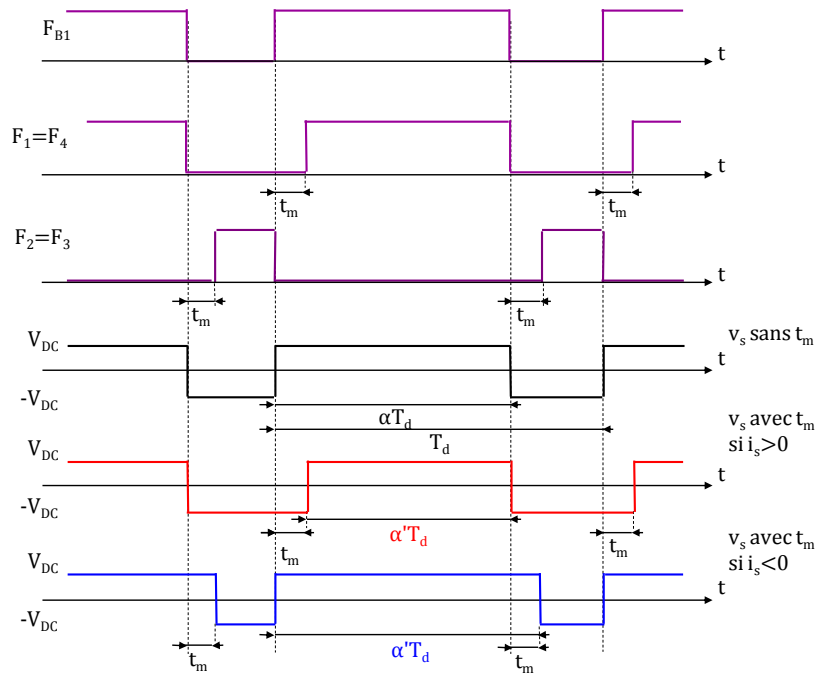 F_B1
t
F_1=F_4
t
t_m
t_m
F_2=F_3
t
t_m
t_m
V_DC
v_s sans t_m
t
-V_DC
αT_d
v_s avec t_m
si i_s>0
T_d
V_DC
t
-V_DC
α'T_d
t_m
t_m
v_s avec t_m
si i_s<0
V_DC
t
-V_DC
t_m
α'T_d
t_m